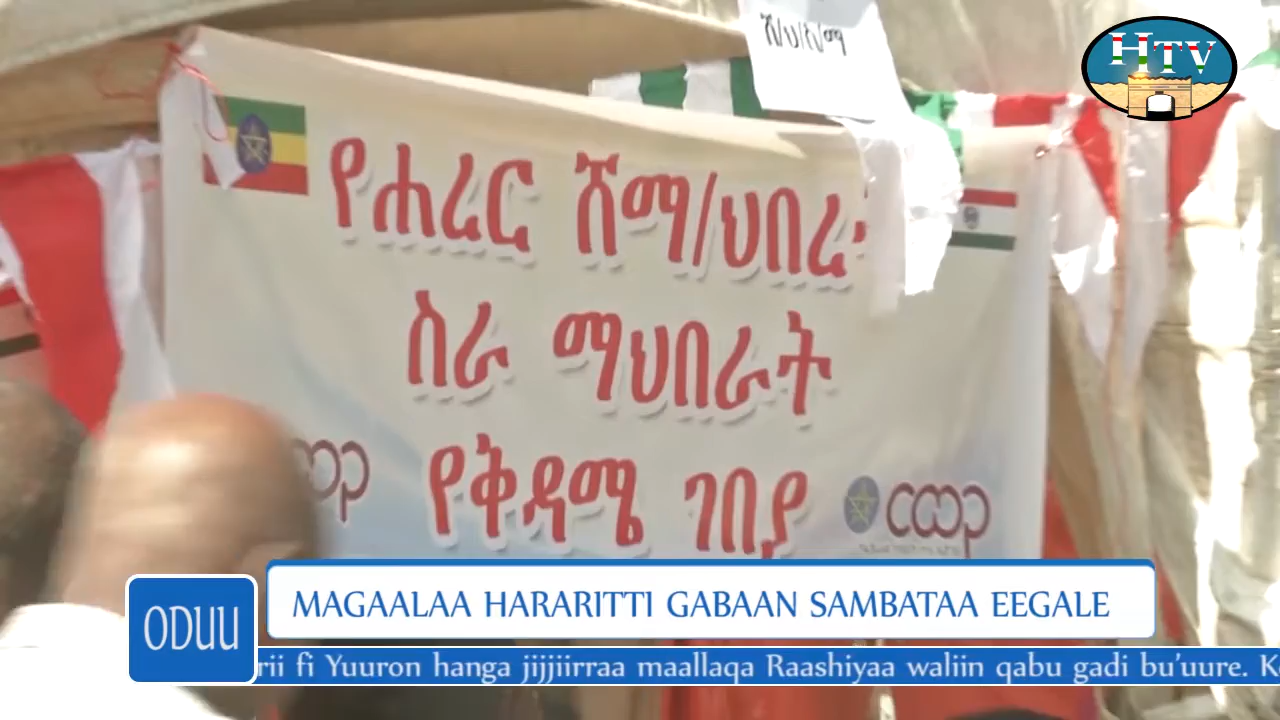 ሸ/ህ/ስ/ማ
HTV
የሐረር ሸማ/ህበረ
ስራ ማህበራት
የቅዳሜ ገበያ
ODUU
MAGAALAA HARARITTI GABAAN SAMBATAA EEGALE
rii fi Yuuron hanga jijjiirraa maallaqa Raashiyaa waliin qabu gadi bu'uure. K